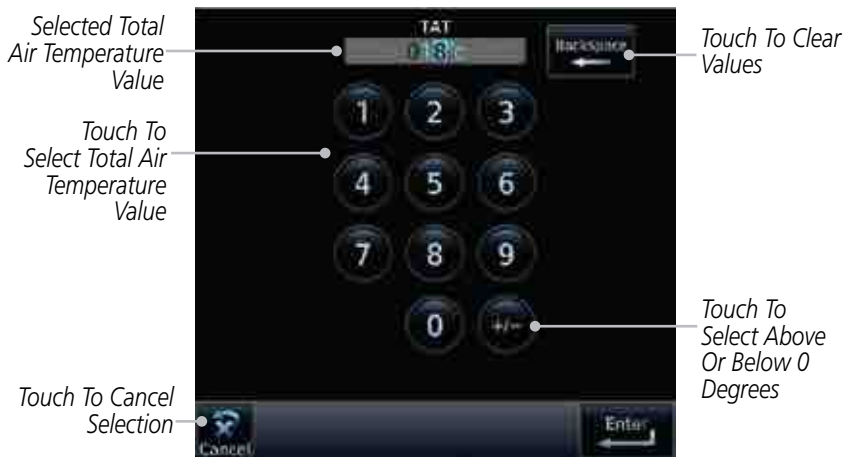 Selected Total
Air Temperature
Value
TAT
Backspace
Touch To Clear
Values
Touch To
Select Total Air
Temperature
Value
1 2 3
4 5 6
7 8 9
0 +/-
Touch To
Select Above
Or Below 0
Degrees
Touch To Cancel
Selection
Cancel
Enter